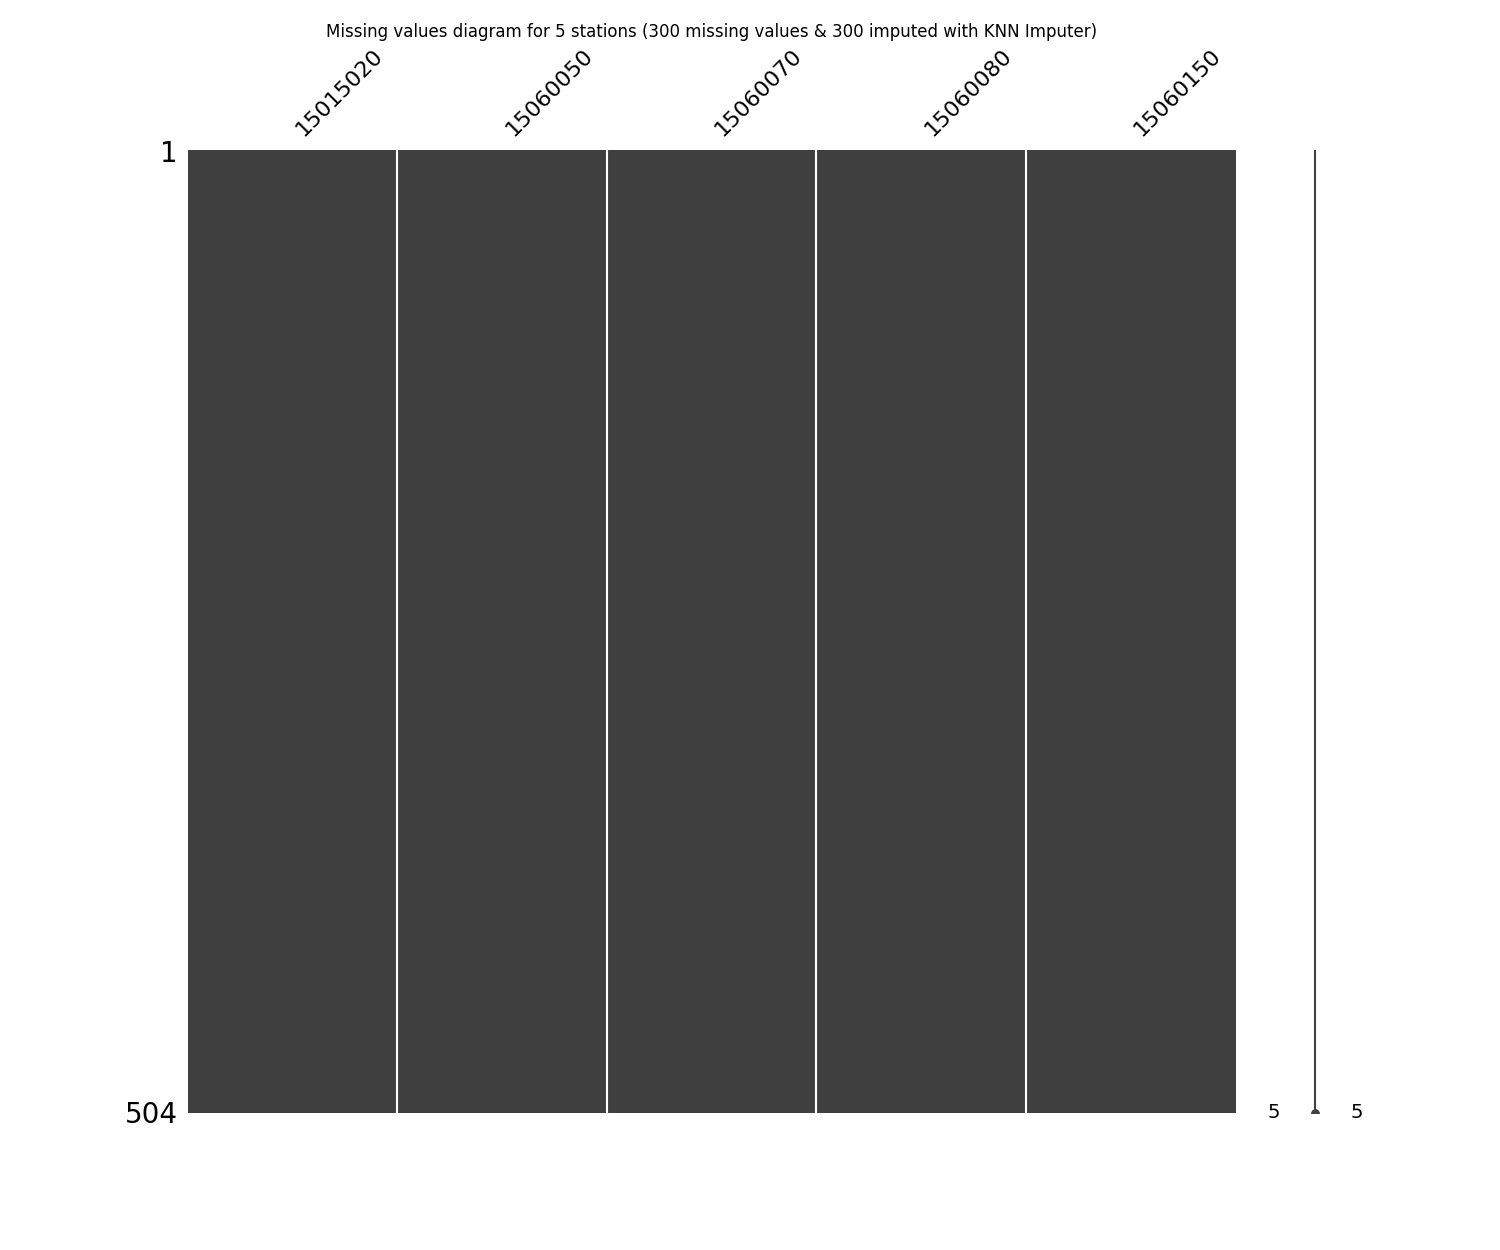 Missing values diagram for 5 stations (300 missing values & 300 imputed with KNN Imputer)
15015020 15060050 15060070 15060080 15060150
1
504
5 5